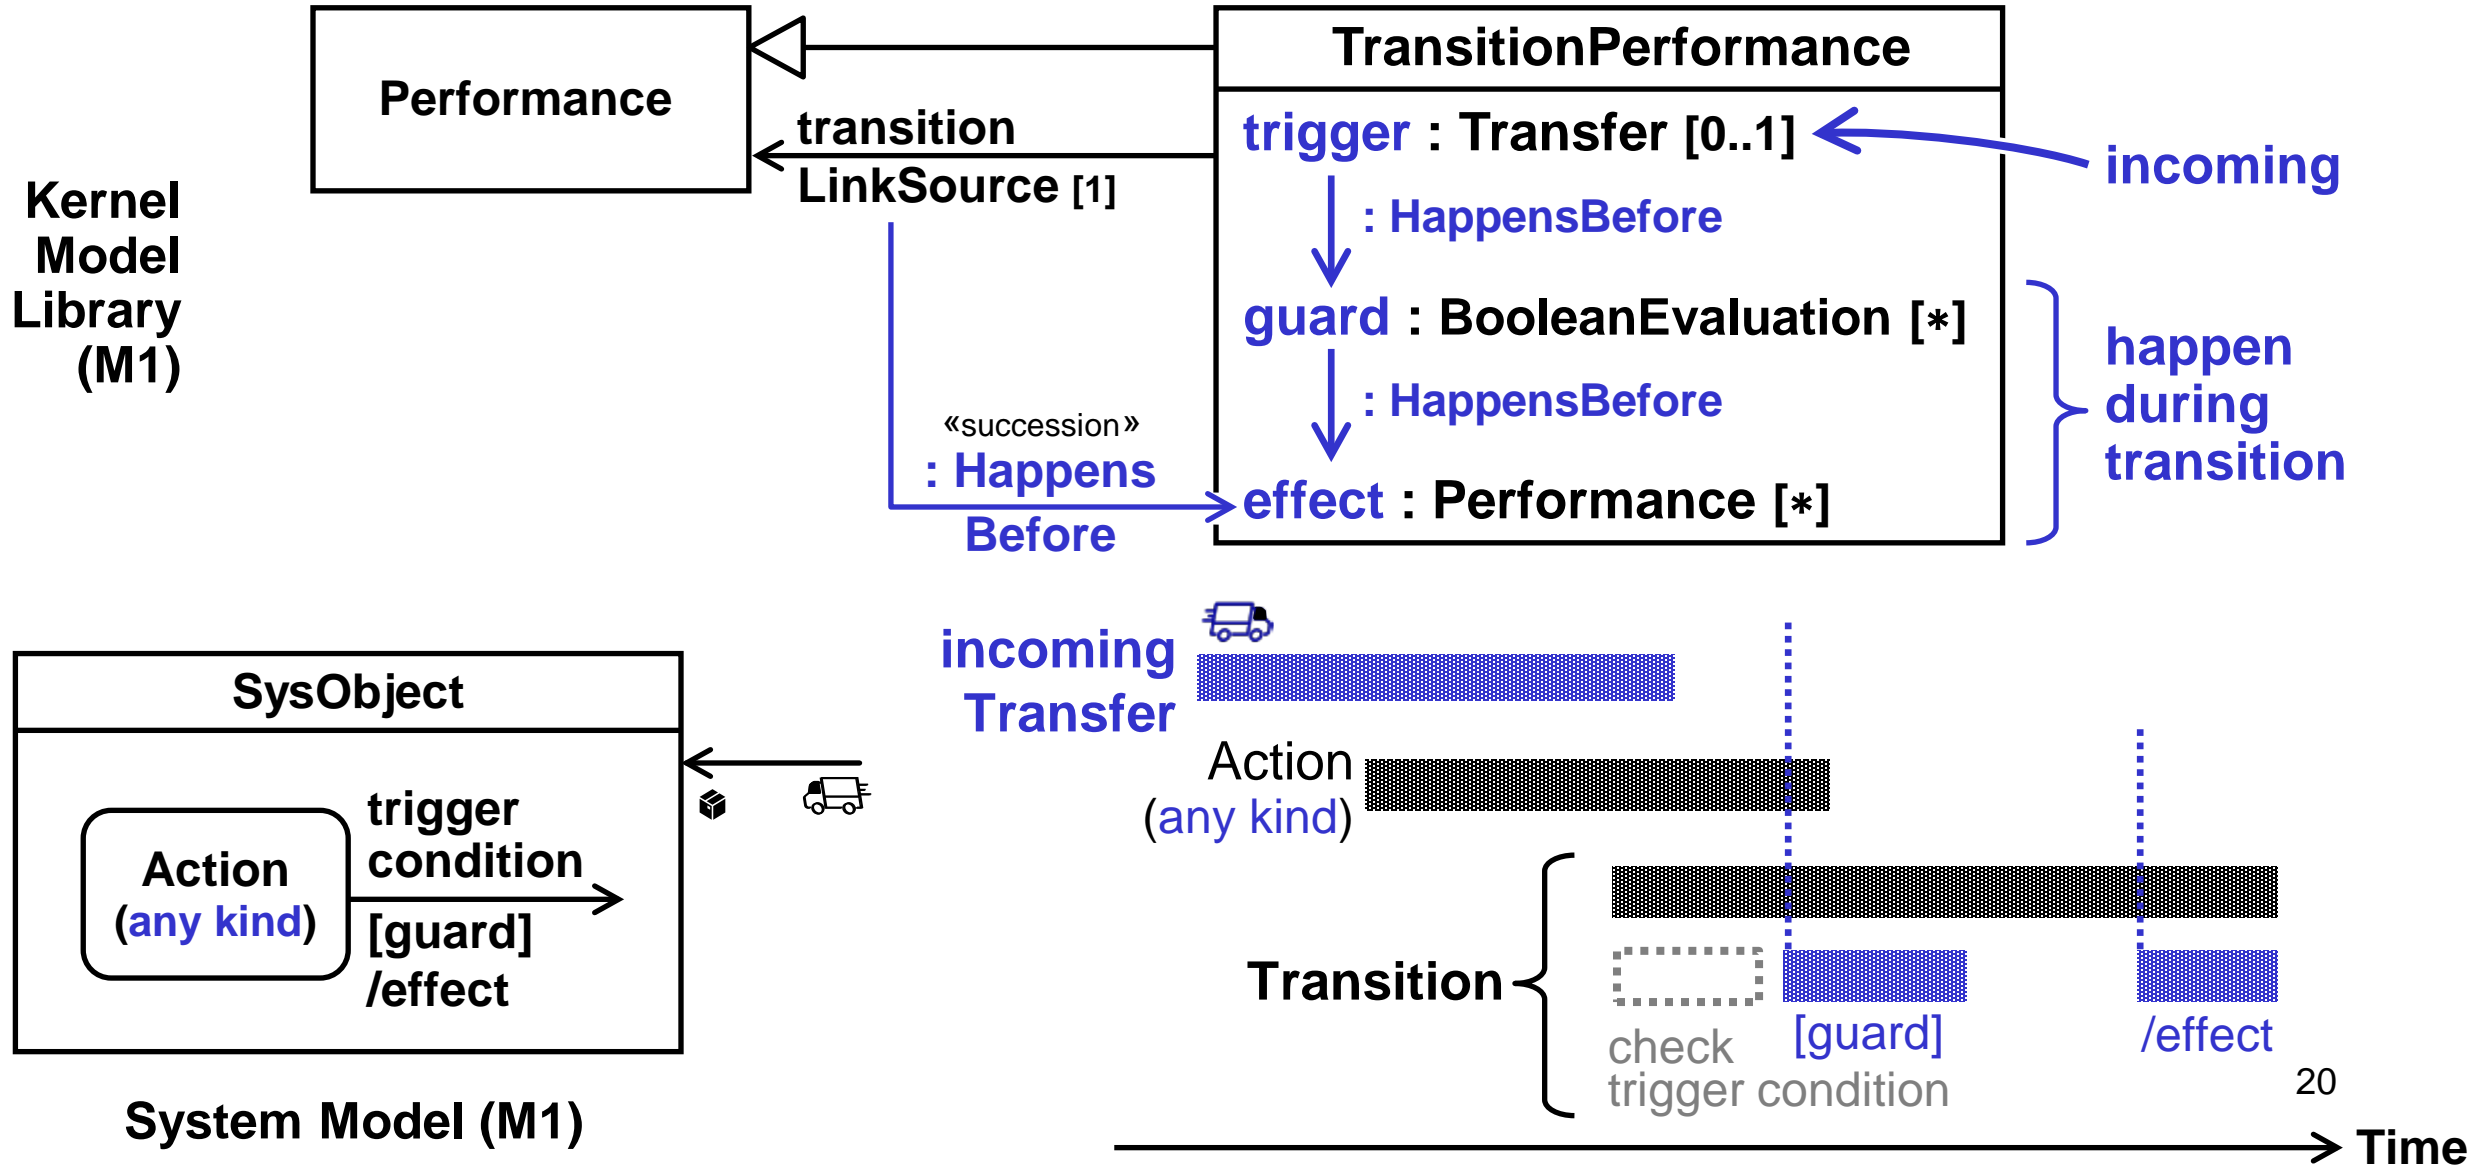 Performance
TransitionPerformance
transition
LinkSource [1]
Kernel
Model
Library
(M1)
trigger : Transfer [0..1]
incoming
: HappensBefore
guard : BooleanEvaluation [*]
: HappensBefore
effect : Performance [*]
happen
during
transition
«succession»
: Happens
Before
SysObject
Action
(any kind)
trigger
condition
[guard]
/effect
System Model (M1)
incoming
Transfer
Action
(any kind)
Transition
check
trigger condition
[guard]
/effect
20
Time